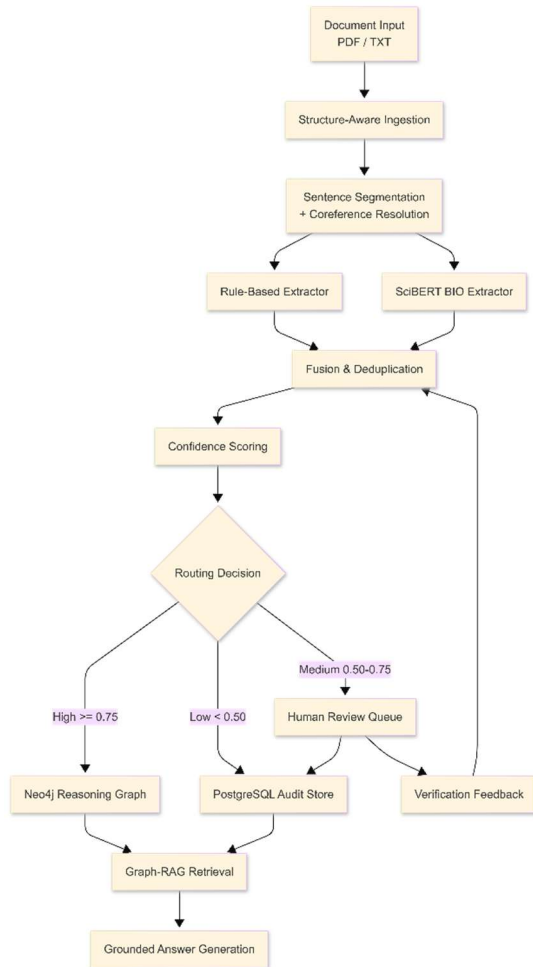 Document Input
PDF / TXT
Structure-Aware Ingestion
Sentence Segmentation
+ Coreference Resolution
Rule-Based Extractor
SciBERT BIO Extractor
Fusion & Deduplication
Confidence Scoring
Routing Decision
Medium 0.50-0.75
High >= 0.75
Low < 0.50
Human Review Queue
Neo4j Reasoning Graph
PostgreSQL Audit Store
Verification Feedback
Graph-RAG Retrieval
Grounded Answer Generation